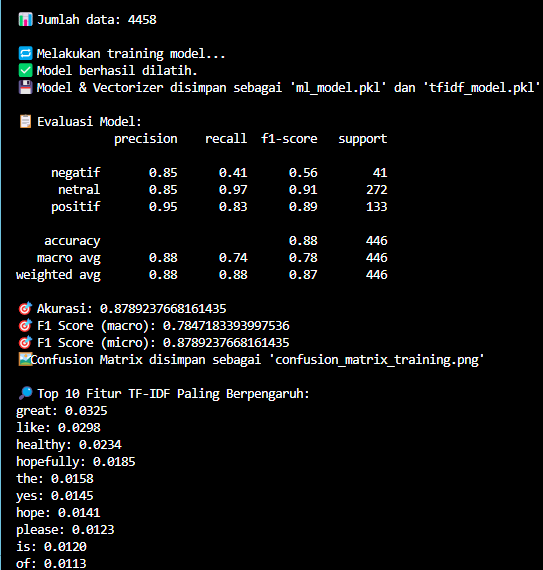 📊 Jumlah data: 4458
🔁 Melakukan training model...
✅ Model berhasil dilatih.
💾 Model & Vectorizer disimpan sebagai 'ml_model.pkl' dan 'tfidf_model.pkl'
📋 Evaluasi Model:
precision recall f1-score support
negatif 0.85 0.41 0.56 41
netral 0.85 0.97 0.91 272
positif 0.95 0.83 0.89 133
accuracy 0.88 446
macro avg 0.88 0.74 0.78 446
weighted avg 0.88 0.88 0.87 446
🎯 Akurasi: 0.8789237668161435
🎯 F1 Score (macro): 0.7847183393997536
🎯 F1 Score (micro): 0.8789237668161435
🖼️Confusion Matrix disimpan sebagai 'confusion_matrix_training.png'
🔎 Top 10 Fitur TF-IDF Paling Berpengaruh:
great: 0.0325
like: 0.0298
healthy: 0.0234
hopefully: 0.0185
the: 0.0158
yes: 0.0145
hope: 0.0141
please: 0.0123
is: 0.0120
of: 0.0113